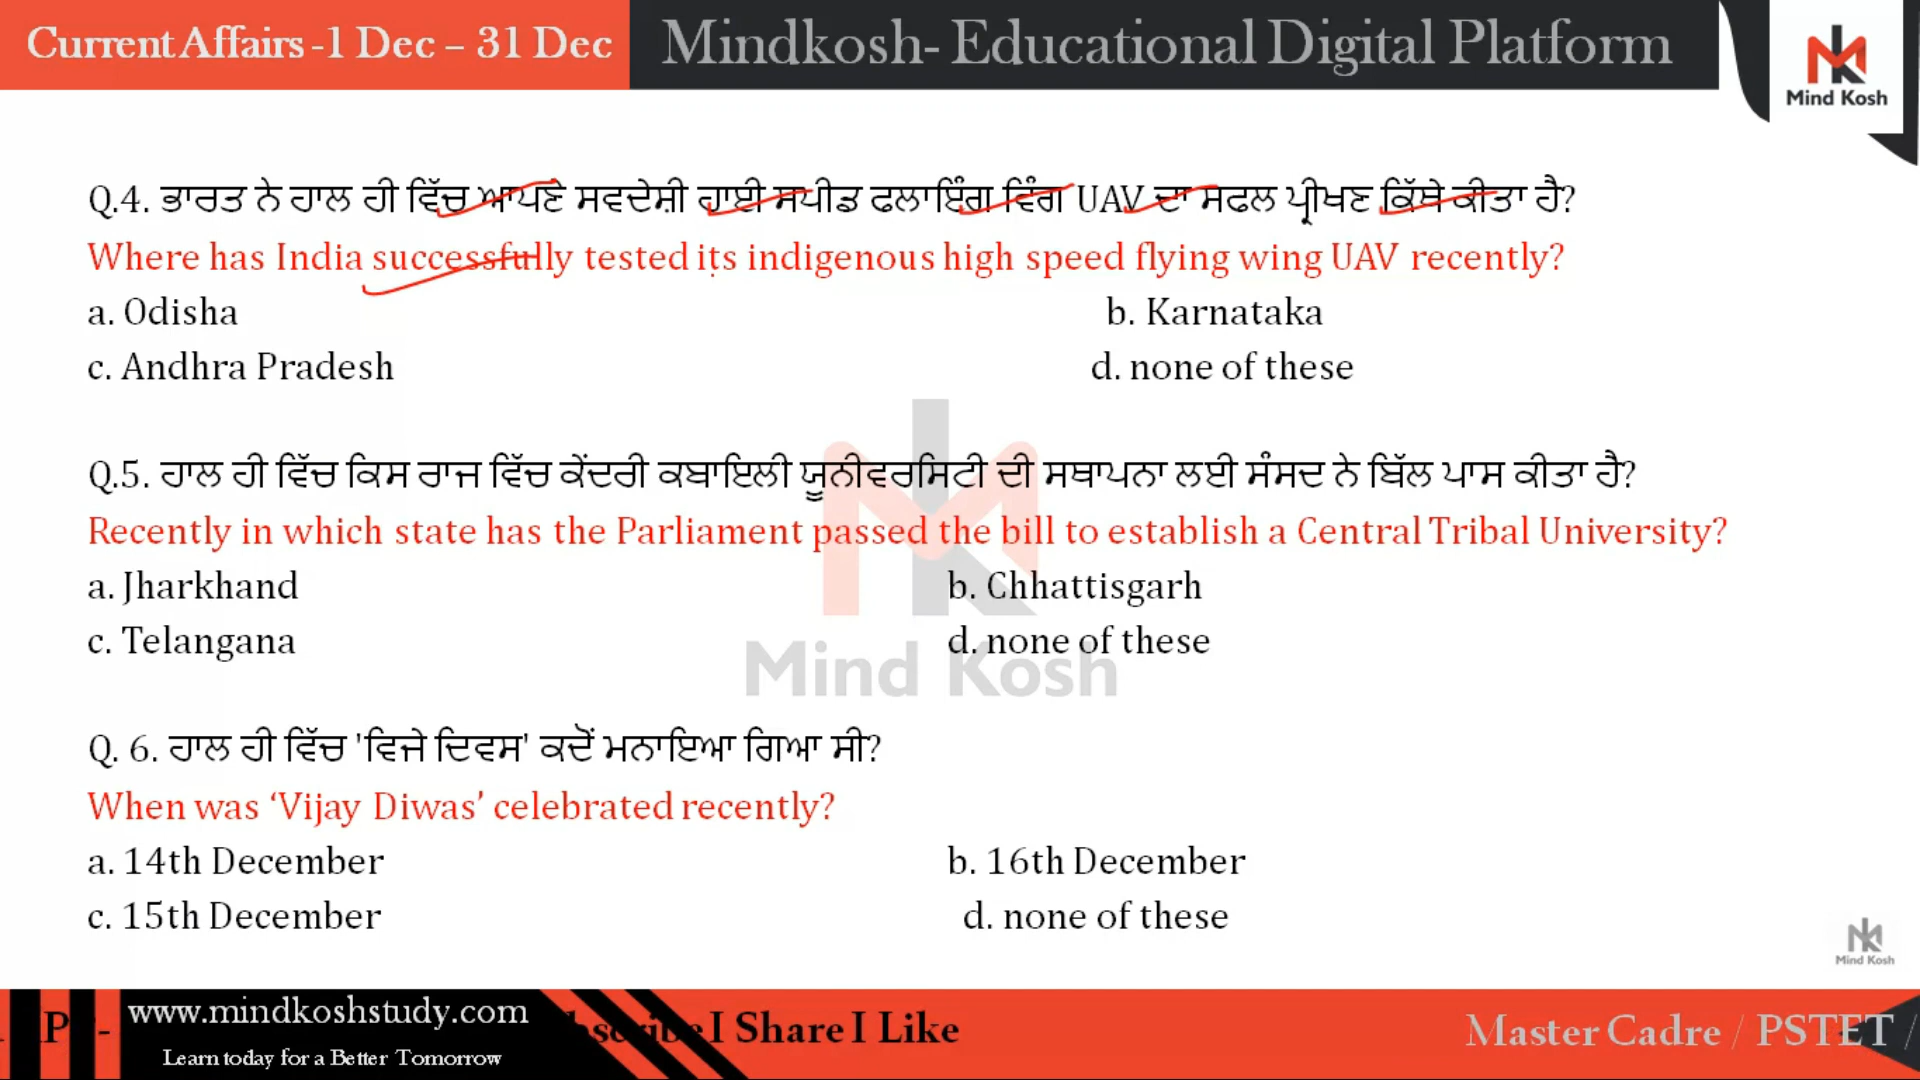 Current Affairs -1 Dec – 31 Dec
Mindkosh- Educational Digital Platform
Mind Kosh
Q.4. ਭਾਰਤ ਨੇ ਹਾਲ ਹੀ ਵਿੱਚ ਆਪਣੇ ਸਵਦੇਸ਼ੀ ਹਾਈ ਸਪੀਡ ਫਲਾਇੰਗ ਵਿੰਗ UAV ਦਾ ਸਫਲ ਪ੍ਰੀਖਣ ਕਿੱਥੇ ਕੀਤਾ ਹੈ?
Where has India successfully tested its indigenous high speed flying wing UAV recently?
a. Odisha b. Karnataka
c. Andhra Pradesh d. none of these
Q.5. ਹਾਲ ਹੀ ਵਿੱਚ ਕਿਸ ਰਾਜ ਵਿੱਚ ਕੇਂਦਰੀ ਕਬਾਇਲੀ ਯੂਨੀਵਰਸਿਟੀ ਦੀ ਸਥਾਪਨਾ ਲਈ ਸੰਸਦ ਨੇ ਬਿੱਲ ਪਾਸ ਕੀਤਾ ਹੈ?
Recently in which state has the Parliament passed the bill to establish a Central Tribal University?
a. Jharkhand b. Chhattisgarh
c. Telangana d. none of these
Mind Kosh
Q. 6. ਹਾਲ ਹੀ ਵਿੱਚ 'ਵਿਜੇ ਦਿਵਸ' ਕਦੋਂ ਮਨਾਇਆ ਗਿਆ ਸੀ?
When was ‘Vijay Diwas’ celebrated recently?
a. 14th December b. 16th December
c. 15th December d. none of these
Mind Kosh
www.mindkoshstudy.com
Learn today for a Better Tomorrow
I Share I Like
Master Cadre / PSTET /